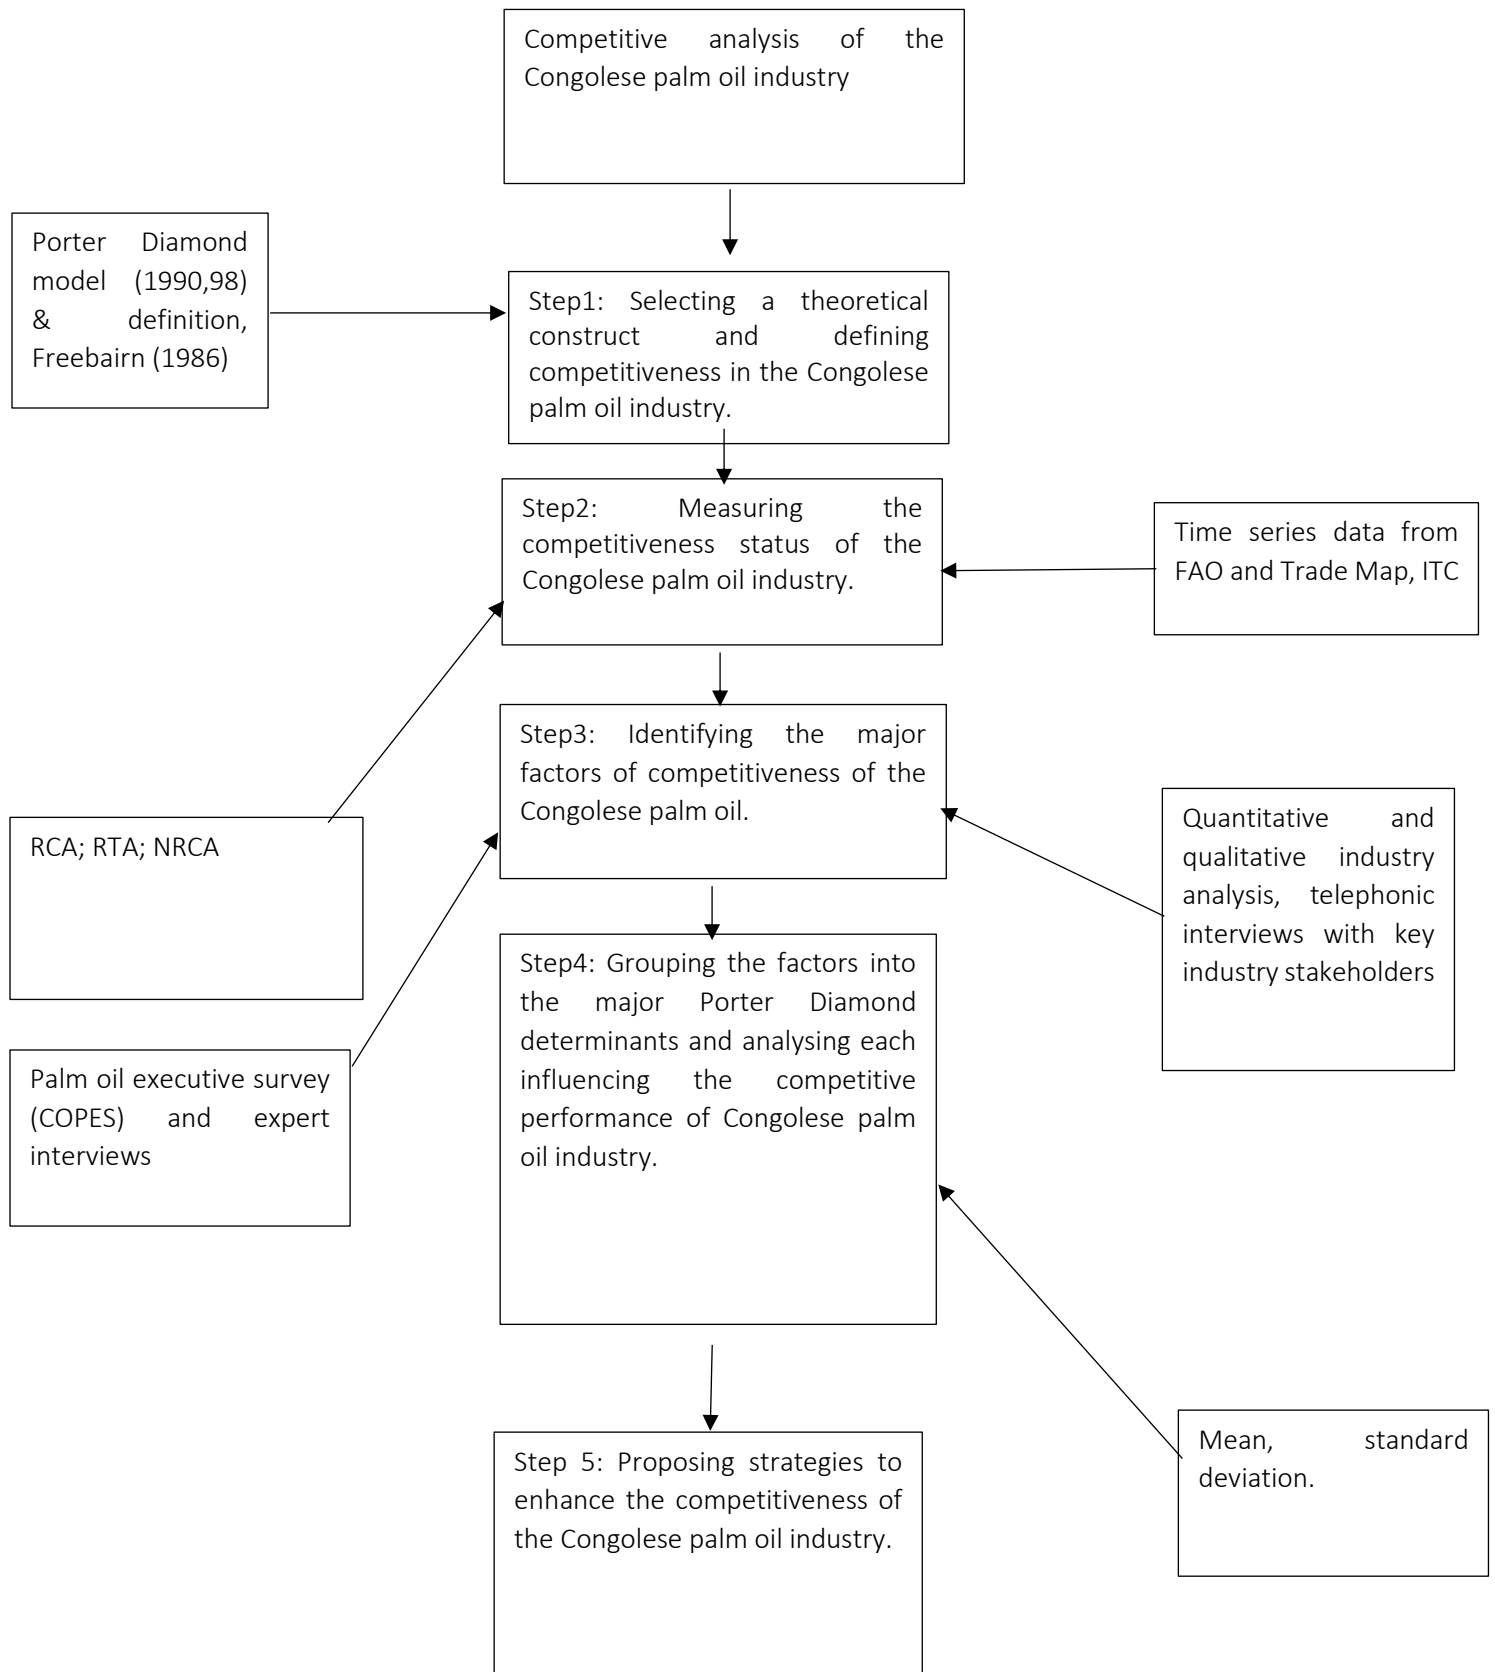 Competitive analysis of the
Congolese palm oil industry
Porter Diamond
model (1990,98)
& definition,
Freebairn (1986)
Step1: Selecting a theoretical
construct and defining
competitiveness in the Congolese
palm oil industry.
Step2: Measuring the
competitiveness status of the
Congolese palm oil industry.
Time series data from
FAO and Trade Map, ITC
Step3: Identifying the major
factors of competitiveness of the
Congolese palm oil.
RCA; RTA; NRCA
Quantitative and
qualitative industry
analysis, telephonic
interviews with key
industry stakeholders
Step4: Grouping the factors into
the major Porter Diamond
determinants and analysing each
influencing the competitive
performance of Congolese palm
oil industry.
Palm oil executive survey
(COPES) and expert
interviews
Mean, standard
deviation.
Step 5: Proposing strategies to
enhance the competitiveness of
the Congolese palm oil industry.